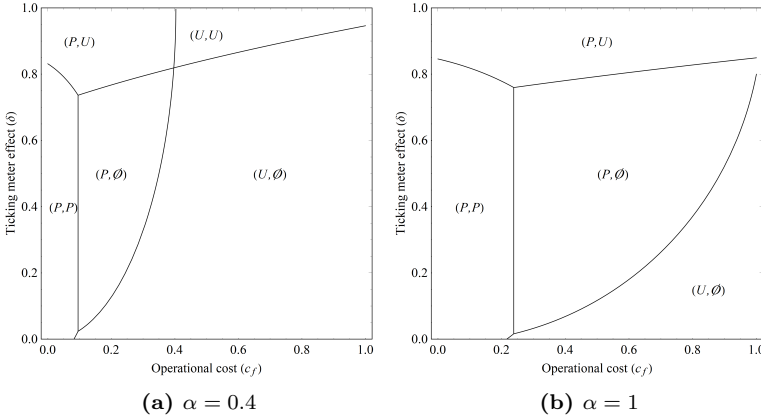 1.0
0.8
0.6
0.4
0.2
0.0
Ticking meter effect (δ)
(P,U)
(U,U)
(P,Ø)
(U,Ø)
(P,P)
0.0 0.2 0.4 0.6 0.8 1.0
Operational cost (c_f)
(a) α = 0.4
1.0
0.8
0.6
0.4
0.2
0.0
Ticking meter effect (δ)
(P,U)
(P,Ø)
(P,P)
(U,Ø)
0.0 0.2 0.4 0.6 0.8 1.0
Operational cost (c_f)
(b) α = 1